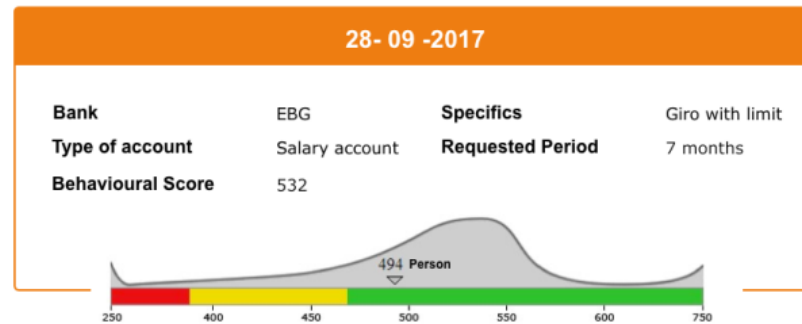 28- 09 -2017
Bank EBG Specifics Giro with limit
Type of account Salary account Requested Period 7 months
Behavioural Score 532
494 Person
250 400 450 500 550 600 750